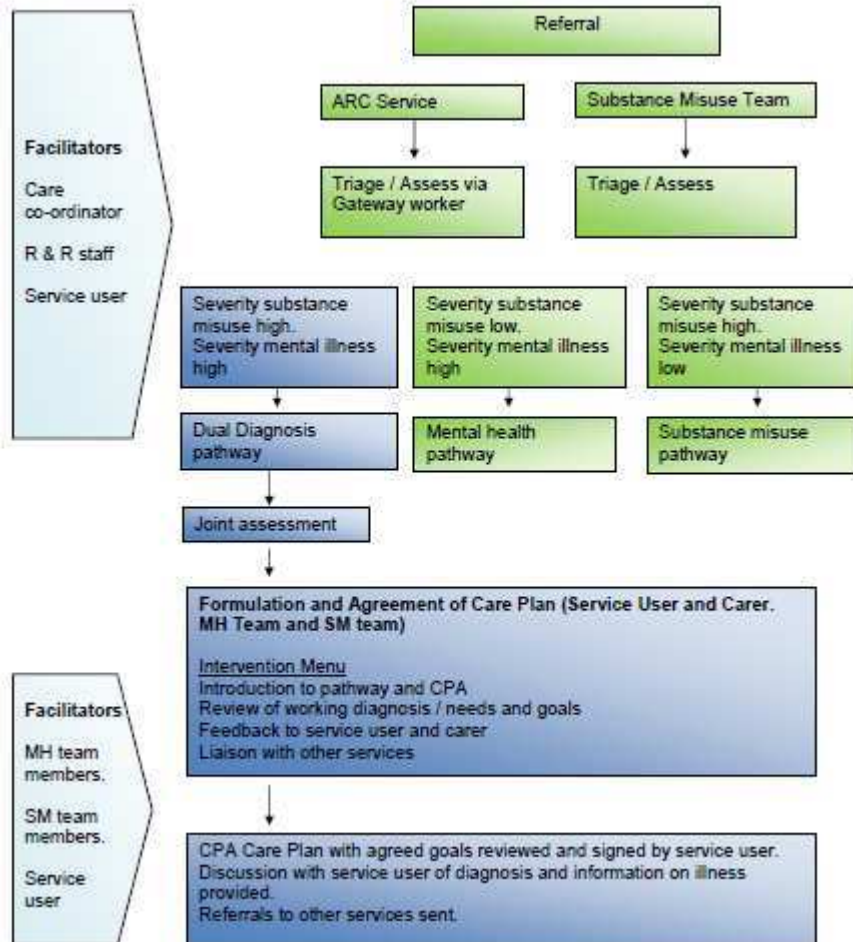 Referral
ARC Service
Substance Misuse Team
Facilitators
Care
co-ordinator
R & R staff
Service user
Triage / Assess via
Gateway worker
Triage / Assess
Severity substance
misuse high.
Severity mental illness
high
Severity substance
misuse low.
Severity mental illness
high
Severity substance
misuse high.
Severity mental illness
low
Dual Diagnosis
pathway
Mental health
pathway
Substance misuse
pathway
Joint assessment
Formulation and Agreement of Care Plan (Service User and Carer.
MH Team and SM team)
Intervention Menu
Introduction to pathway and CPA
Review of working diagnosis / needs and goals
Feedback to service user and carer
Liaison with other services
Facilitators
MH team
members.
SM team
members.
Service
user
CPA Care Plan with agreed goals reviewed and signed by service user.
Discussion with service user of diagnosis and information on illness
provided.
Referrals to other services sent.